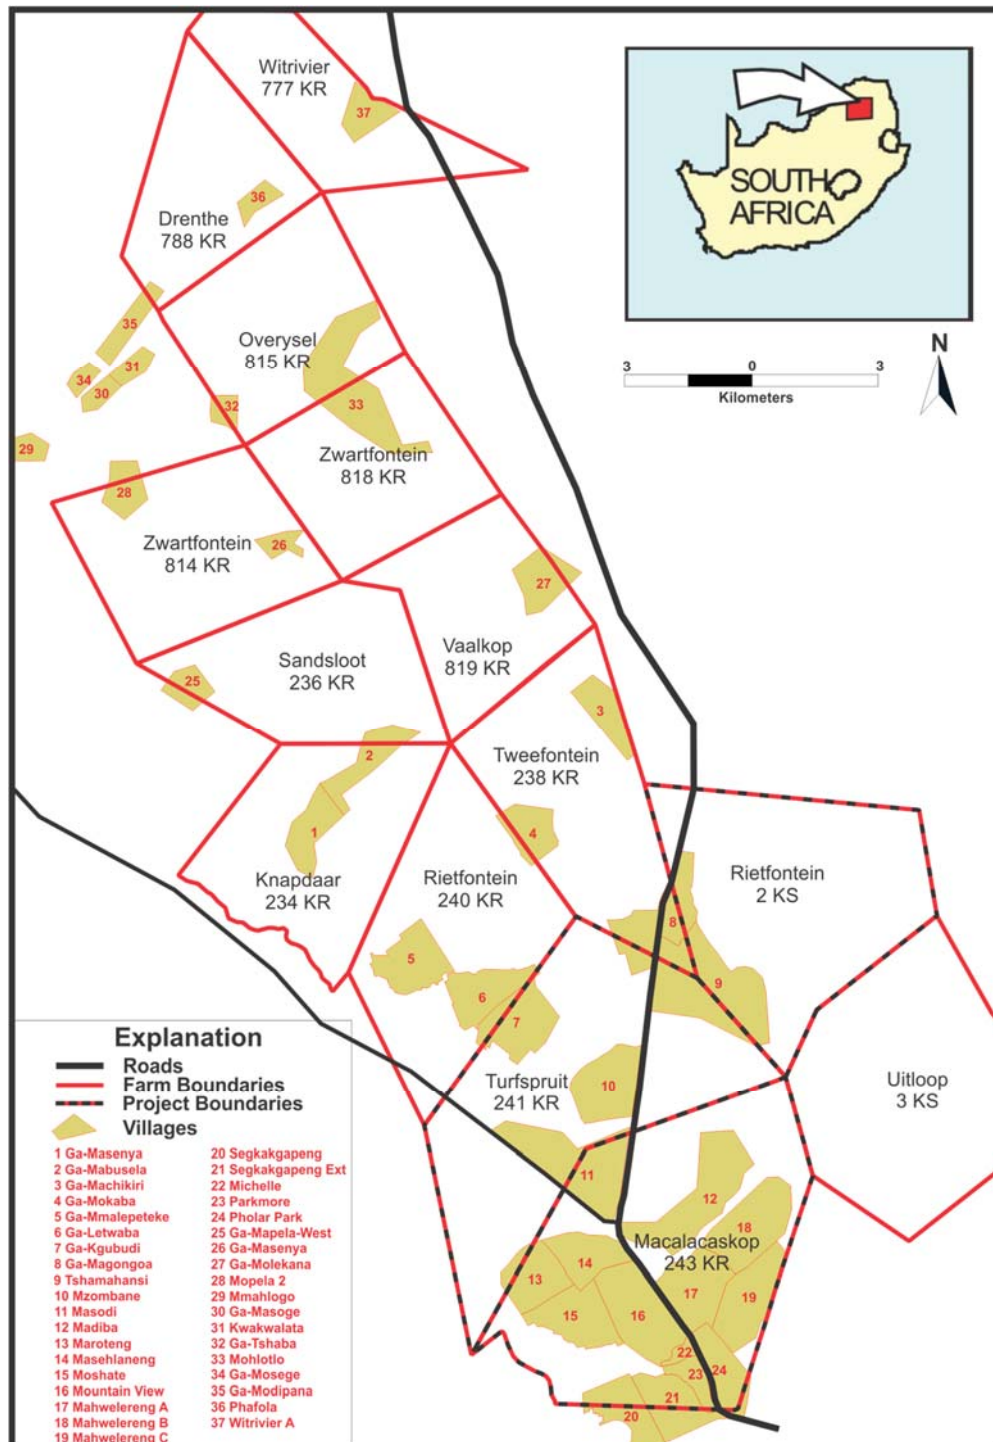 Witrivier
777 KR
37
36
Drenthe
788 KR
35
Overysel
815 KR
31
34
30
32
33
29
Zwartfontein
818 KR
28
Zwartfontein
814 KR
26
27
Sandsloot
236 KR
Vaalkop
819 KR
25
3
2
Tweefontein
238 KR
1
4
Knapdaar
234 KR
Rietfontein
240 KR
Rietfontein
2 KS
8
5
9
6
7
Turfspruit
241 KR
10
Uitloop
3 KS
11
12
18
Macalacaskop
243 KR
13
14
17
19
15
16
22
23
24
21
20
SOUTH
AFRICA
3 0 3
Kilometers
N
Explanation
Roads
Farm Boundaries
Project Boundaries
Villages
1 Ga-Masenya
2 Ga-Mabusela
3 Ga-Machikiri
4 Ga-Mokaba
5 Ga-Mmalepeteke
6 Ga-Letwaba
7 Ga-Kgubudi
8 Ga-Magongoa
9 Tshamahansi
10 Mzombane
11 Masodi
12 Madiba
13 Maroteng
14 Masehlaneng
15 Moshate
16 Mountain View
17 Mahwelereng A
18 Mahwelereng B
19 Mahwelereng C
20 Segkakgapeng
21 Segkakgapeng Ext
22 Michelle
23 Parkmore
24 Pholar Park
25 Ga-Mapela-West
26 Ga-Masenya
27 Ga-Molekana
28 Mopela 2
29 Mmahlogo
30 Ga-Masoge
31 Kwakwalata
32 Ga-Tshaba
33 Mohlotlo
34 Ga-Mosege
35 Ga-Modipana
36 Phafola
37 Witrivier A